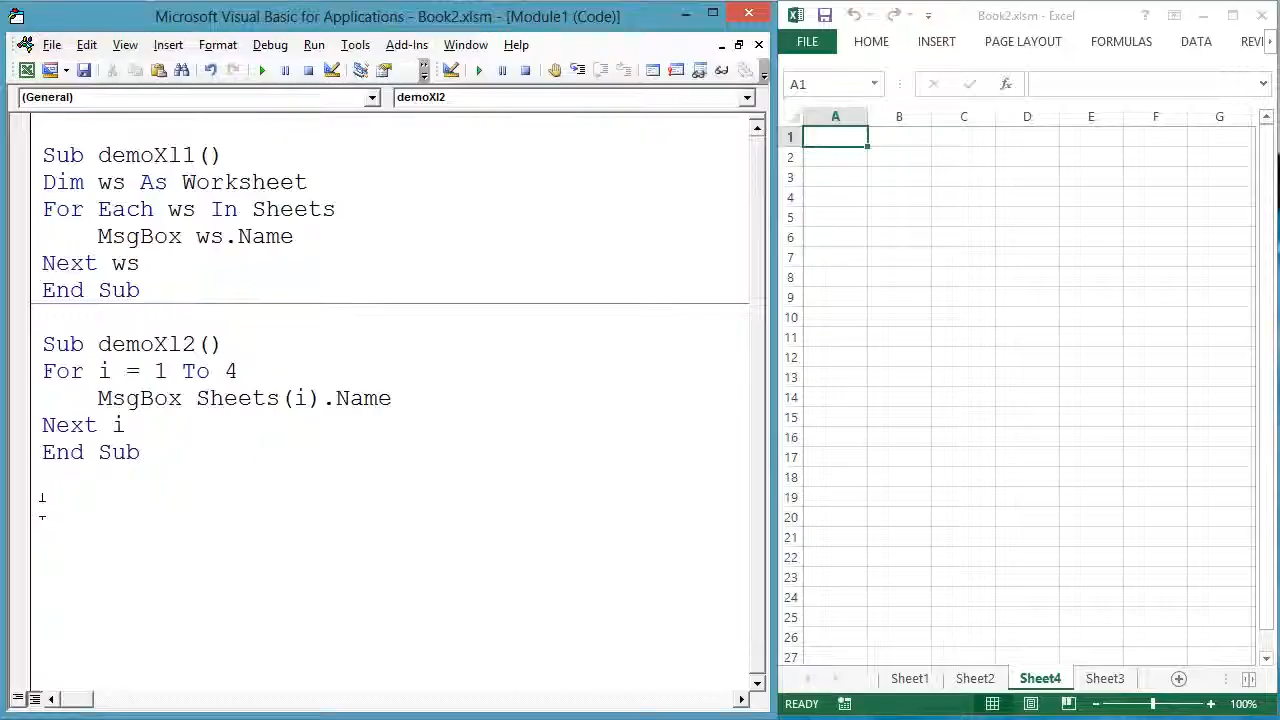 Microsoft Visual Basic for Applications - Book2.xlsm - [Module1 (Code)]
File Edit View Insert Format Debug Run Tools Add-Ins Window Help
(General) demoXl2
Sub demoXl1()
Dim ws As Worksheet
For Each ws In Sheets
MsgBox ws.Name
Next ws
End Sub
Sub demoXl2()
For i = 1 To 4
MsgBox Sheets(i).Name
Next i
End Sub
Book2.xlsm - Excel
FILE HOME INSERT PAGE LAYOUT FORMULAS DATA REVI
A1 fx
A B C D E F G
1
2
3
4
5
6
7
8
9
10
11
12
13
14
15
16
17
18
19
20
21
22
23
24
25
26
27
Sheet1 Sheet2 Sheet4 Sheet3
READY 100%